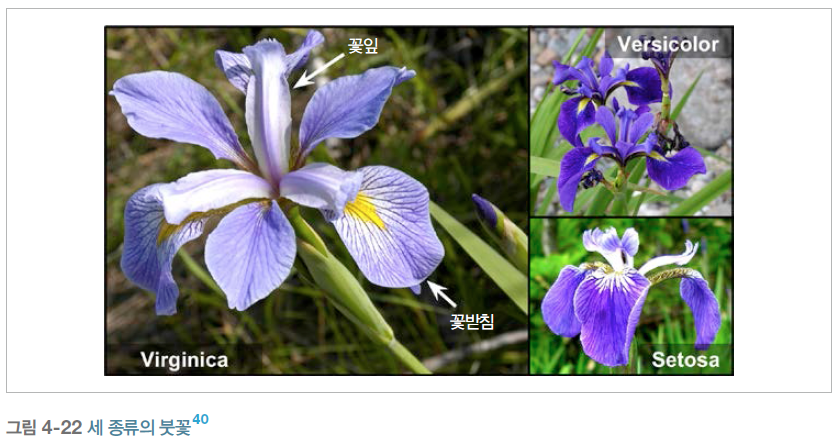 꽃잎
Versicolor
꽃받침
Virginica
Setosa
그림 4-22 세 종류의 붓꽃40